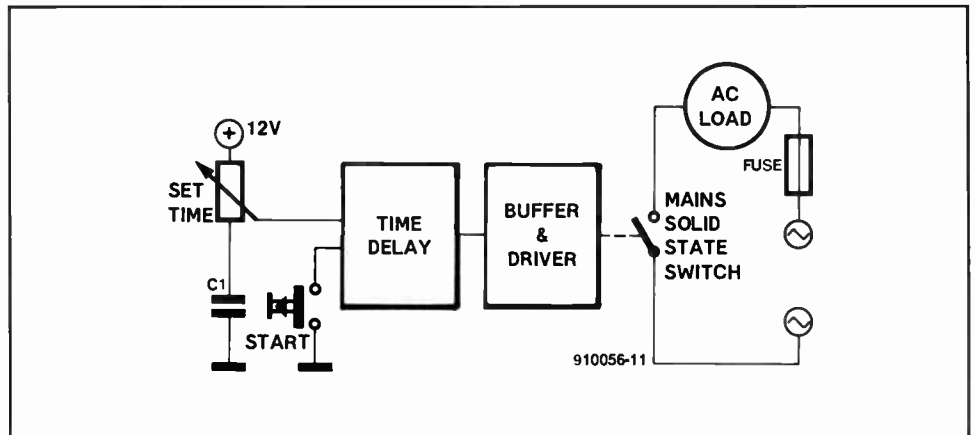 12V
SET
TIME
C1
START
TIME
DELAY
BUFFER
&
DRIVER
AC
LOAD
FUSE
MAINS
SOLID
STATE
SWITCH
910056-11